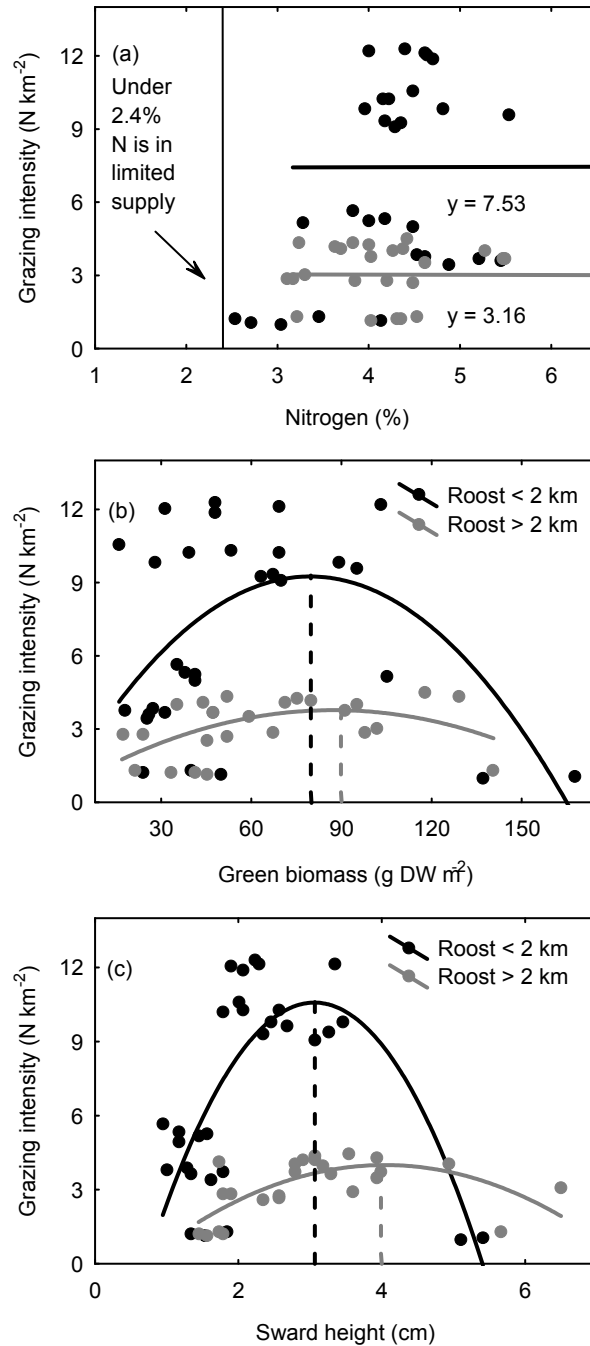 (a)
Under
2.4%
N is in
limited
supply
y = 7.53
y = 3.16
12
9
6
3
0
1 2 3 4 5 6
Grazing intensity (N km-2)
Nitrogen (%)
(b)
Roost < 2 km
Roost > 2 km
12
9
6
3
0
30 60 90 120 150
Grazing intensity (N km-2)
Green biomass (g DW m-2)
(c)
Roost < 2 km
Roost > 2 km
12
9
6
3
0
0 2 4 6
Grazing intensity (N km-2)
Sward height (cm)